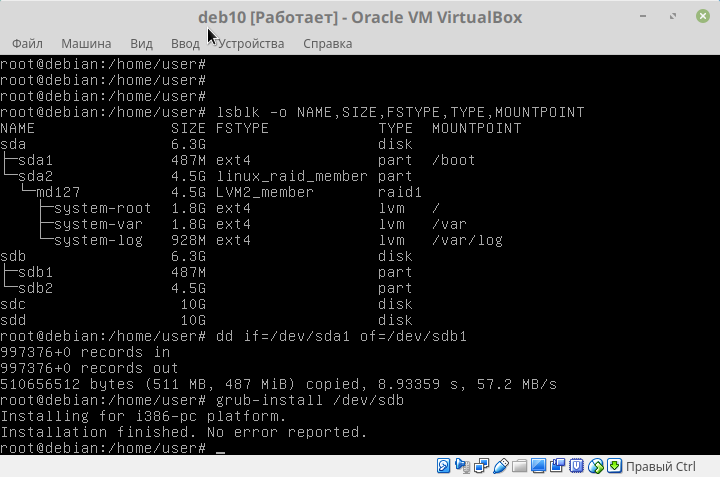 deb10 [Работает] - Oracle VM VirtualBox
Файл Машина Вид Ввод Устройства Справка
root@debian:/home/user#
root@debian:/home/user#
root@debian:/home/user#
root@debian:/home/user# lsblk -o NAME,SIZE,FSTYPE,TYPE,MOUNTPOINT
NAME SIZE FSTYPE TYPE MOUNTPOINT
sda 6.3G disk
├─sda1 487M ext4 part /boot
└─sda2 4.5G linux_raid_member part
└─md127 4.5G LVM2_member raid1
├─system-root 1.8G ext4 lvm /
├─system-var 1.8G ext4 lvm /var
└─system-log 928M ext4 lvm /var/log
sdb 6.3G disk
├─sdb1 487M part
└─sdb2 4.5G part
sdc 10G disk
sdd 10G disk
root@debian:/home/user# dd if=/dev/sda1 of=/dev/sdb1
997376+0 records in
997376+0 records out
510656512 bytes (511 MB, 487 MiB) copied, 8.93359 s, 57.2 MB/s
root@debian:/home/user# grub-install /dev/sdb
Installing for i386-pc platform.
Installation finished. No error reported.
root@debian:/home/user# _
Правый Ctrl